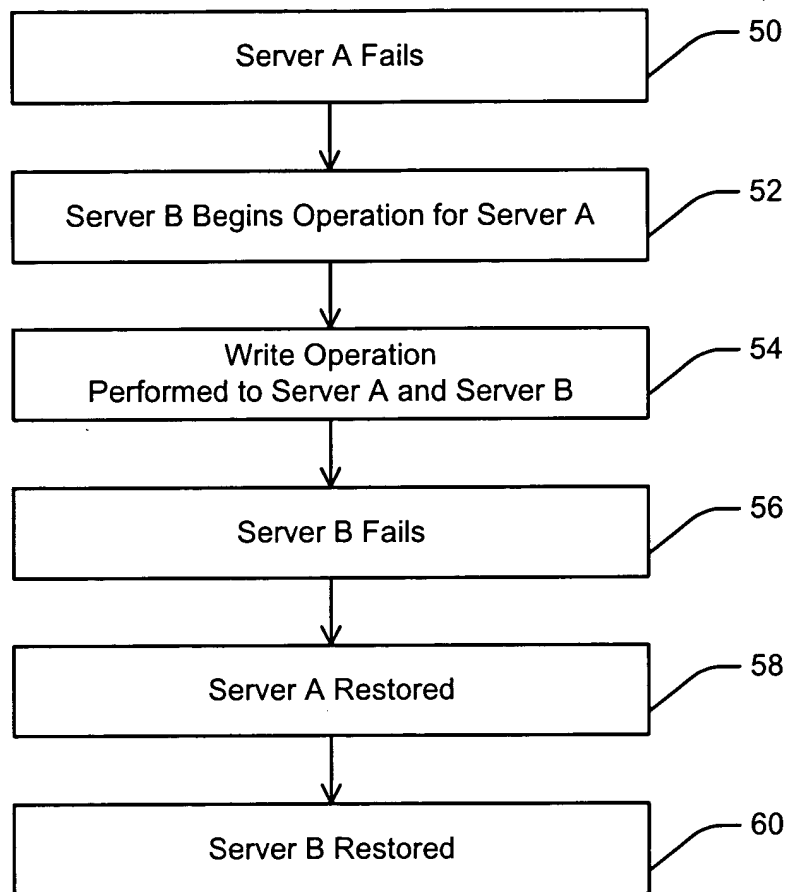 Server A Fails
50
Server B Begins Operation for Server A
52
Write Operation
Performed to Server A and Server B
54
Server B Fails
56
Server A Restored
58
Server B Restored
60